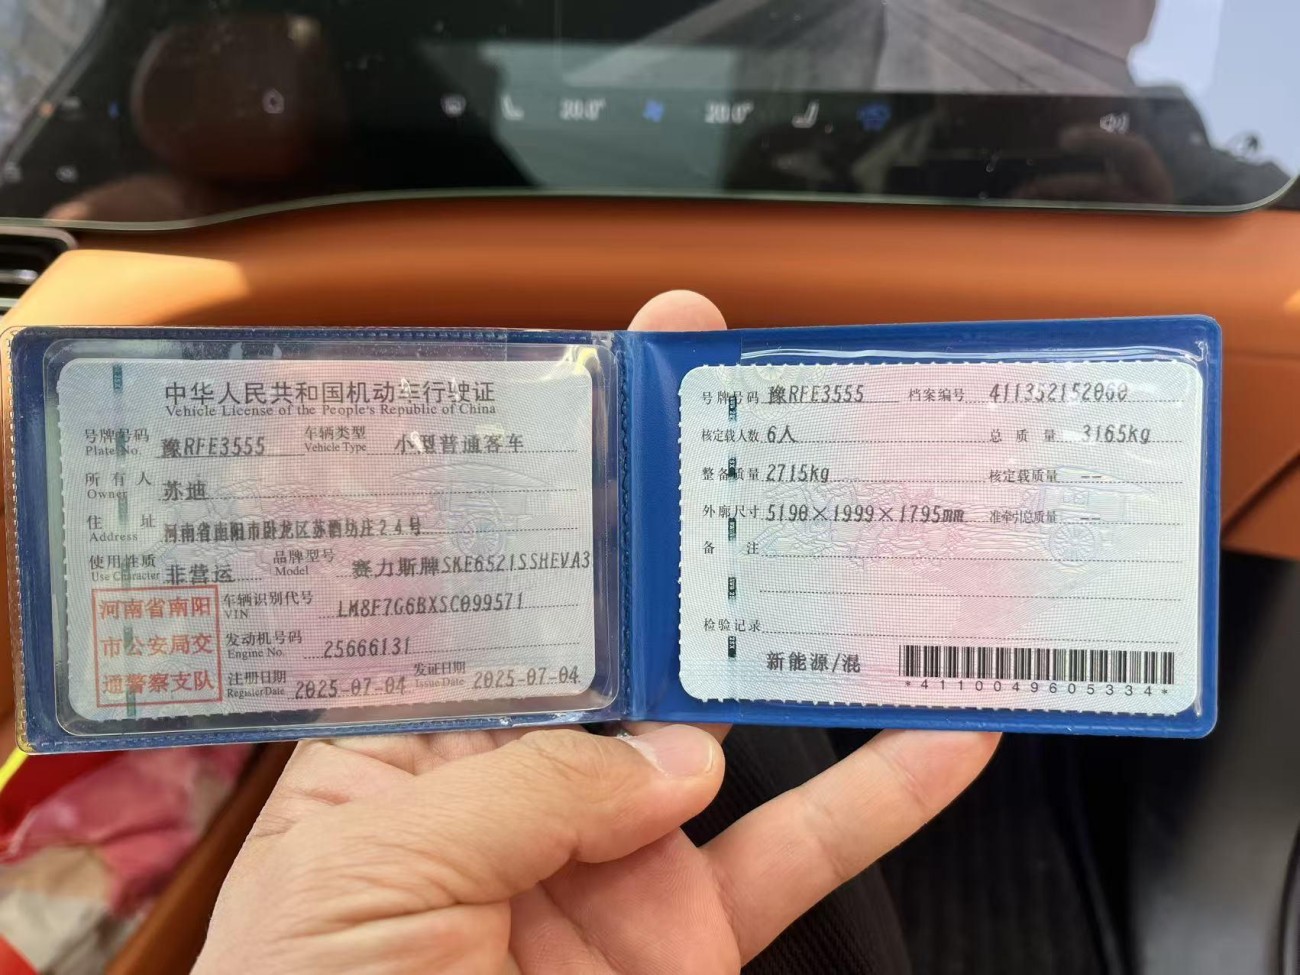 20.0°
20.0°
中华人民共和国机动车行驶证
Vehicle License of the People's Republic of China
号牌号码 豫RFE3555 车辆类型 小型普通客车
Plate No. Vehicle Type
所有人 苏迪
Owner
住址 河南省南阳市卧龙区苏酒坊庄24号
Address
使用性质 非营运 品牌型号 赛力斯牌SKE6521SSHEVA3
Use Character Model
河南省南阳
市公安局交
通警察支队
车辆识别代号 LM8F7G6BXSC099571
VIN
发动机号码 25666131
Engine No.
注册日期 2025-07-04 发证日期 2025-07-04
Register Date Issue Date
号牌号码 豫RFE3555 档案编号 411352152060
核定载人数 6人 总质量 3165kg
整备质量 2715kg 核定载质量 --
外廓尺寸 5190×1999×1795mm 准牵引总质量 --
备注
检验记录
新能源/混
*4110049605334*